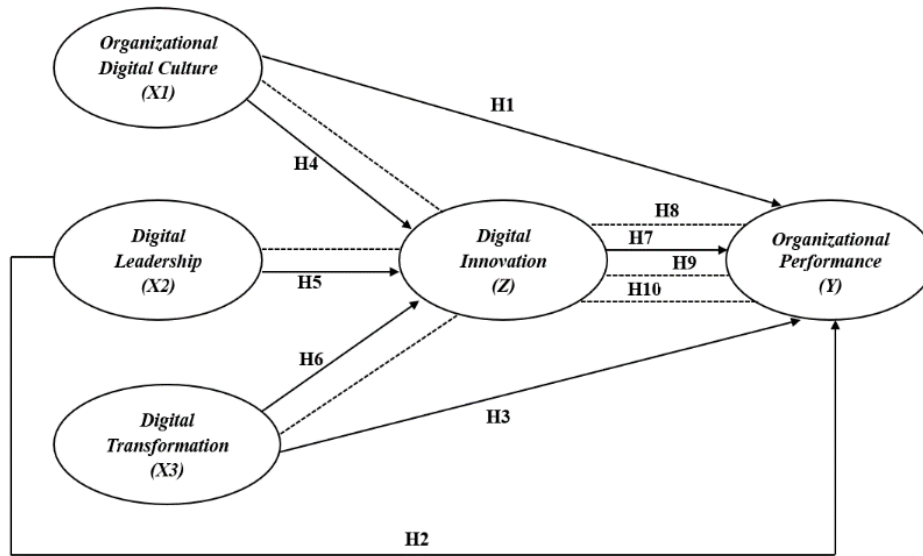 Organizational
Digital Culture
(X1)
H1
H4
Digital
Leadership
(X2)
H5
Digital
Innovation
(Z)
H8
H7
H9
H10
Organizational
Performance
(Y)
H6
Digital
Transformation
(X3)
H3
H2